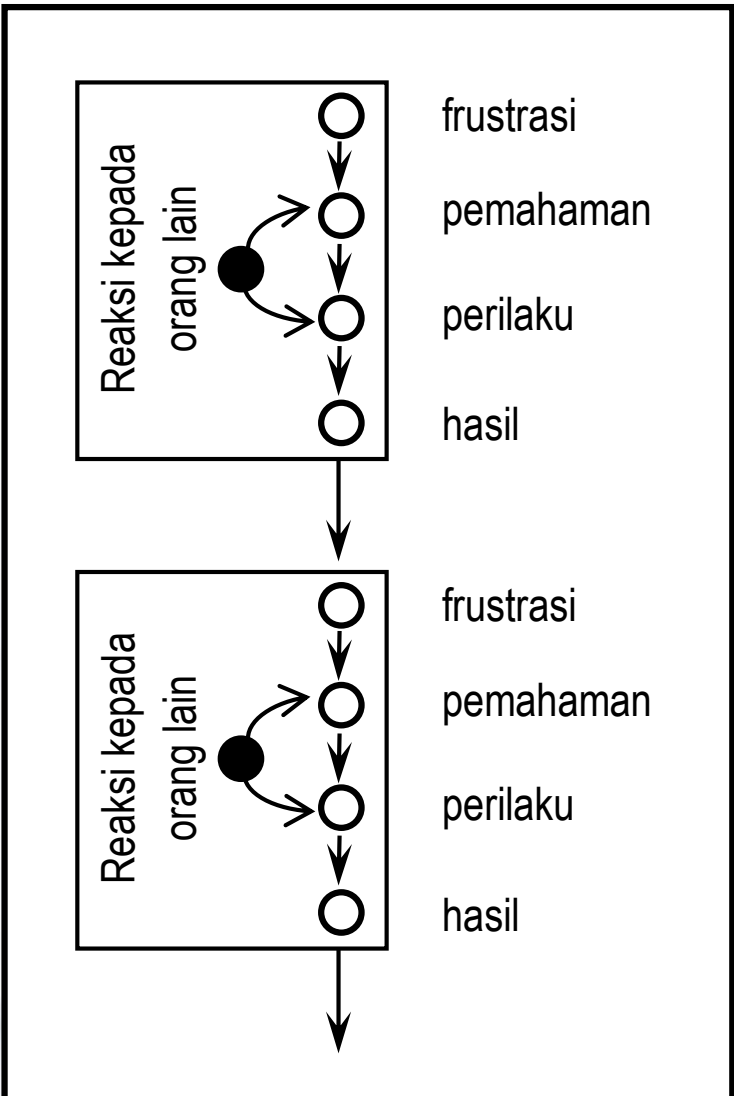 Reaksi kepada
orang lain
frustrasi
pemahaman
perilaku
hasil
Reaksi kepada
orang lain
frustrasi
pemahaman
perilaku
hasil